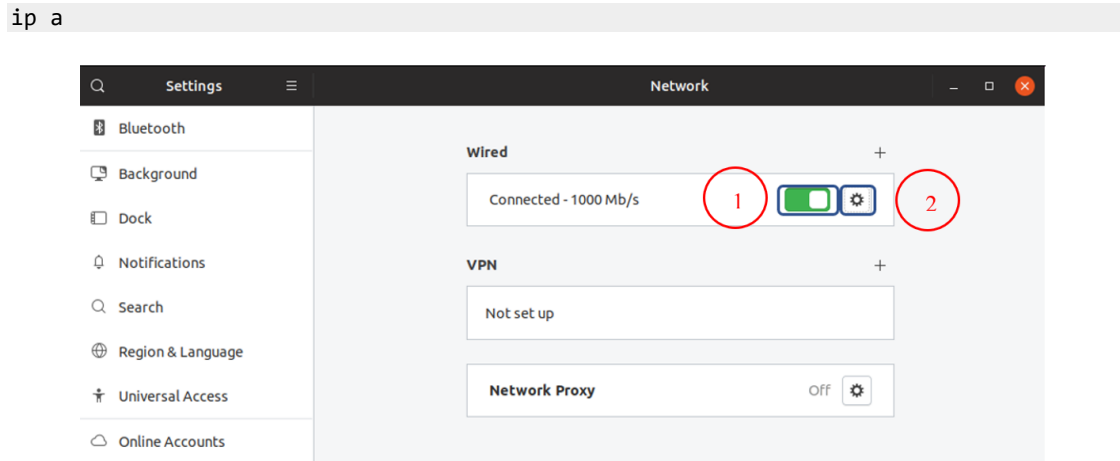 ip a
Settings
Network
Bluetooth
Background
Dock
Notifications
Search
Region & Language
Universal Access
Online Accounts
Wired
Connected - 1000 Mb/s
1
2
VPN
Not set up
Network Proxy
Off